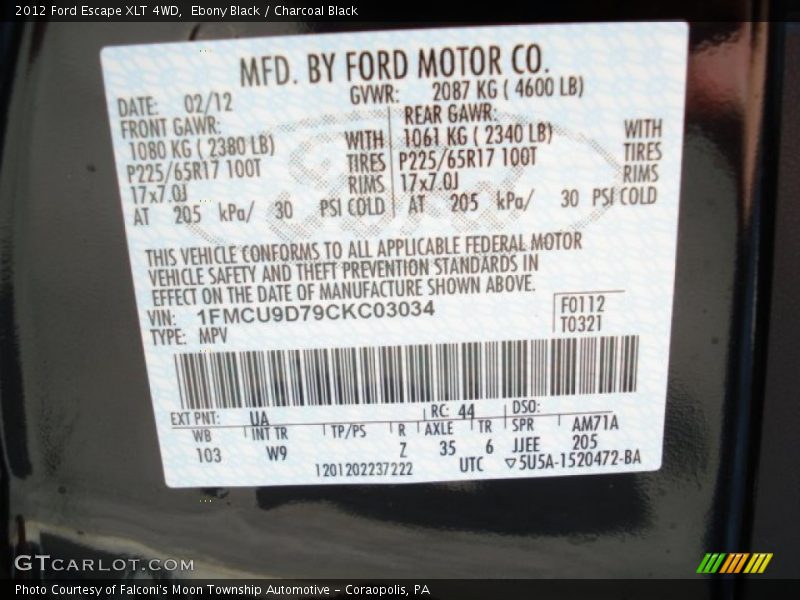 2012 Ford Escape XLT 4WD, Ebony Black / Charcoal Black
MFD. BY FORD MOTOR CO.
DATE: 02/12 GVWR: 2087 KG ( 4600 LB)
FRONT GAWR: REAR GAWR:
1080 KG ( 2380 LB) WITH 1061 KG ( 2340 LB) WITH
P225/65R17 100T TIRES P225/65R17 100T TIRES
17x7.0J RIMS 17x7.0J RIMS
AT 205 kPa/ 30 PSI COLD AT 205 kPa/ 30 PSI COLD
THIS VEHICLE CONFORMS TO ALL APPLICABLE FEDERAL MOTOR
VEHICLE SAFETY AND THEFT PREVENTION STANDARDS IN
EFFECT ON THE DATE OF MANUFACTURE SHOWN ABOVE.
VIN: 1FMCU9D79CKC03034 F0112
TYPE: MPV T0321
EXT PNT: UA RC: 44 DSO:
WB INT TR TP/PS R AXLE TR SPR AM71A
103 W9 Z 35 6 JJEE 205
1201202237222 UTC ▽5U5A-1520472-BA
GTCARLOT.COM
Photo Courtesy of Falconi's Moon Township Automotive - Coraopolis, PA